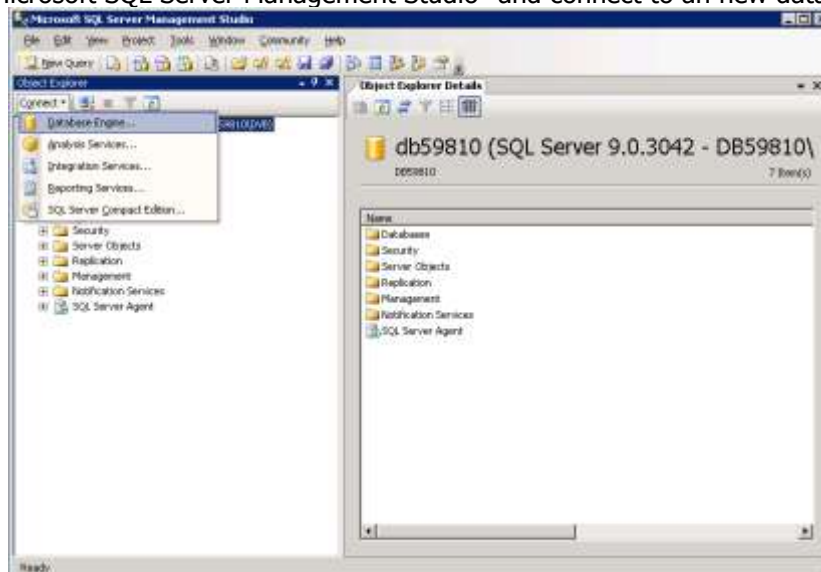 Microsoft SQL Server Management Studio" and connect to an new data
Microsoft SQL Server Management Studio
File Edit View Project Tools Window Community Help
New Query
Object Explorer
Connect
Database Engine...
Analysis Services...
Integration Services...
Reporting Services...
SQL Server Compact Edition...
Security
Server Objects
Replication
Management
Notification Services
SQL Server Agent
Object Explorer Details
db59810 (SQL Server 9.0.3042 - DB59810\
DB59810
7 Item(s)
Name
Databases
Security
Server Objects
Replication
Management
Notification Services
SQL Server Agent
Ready